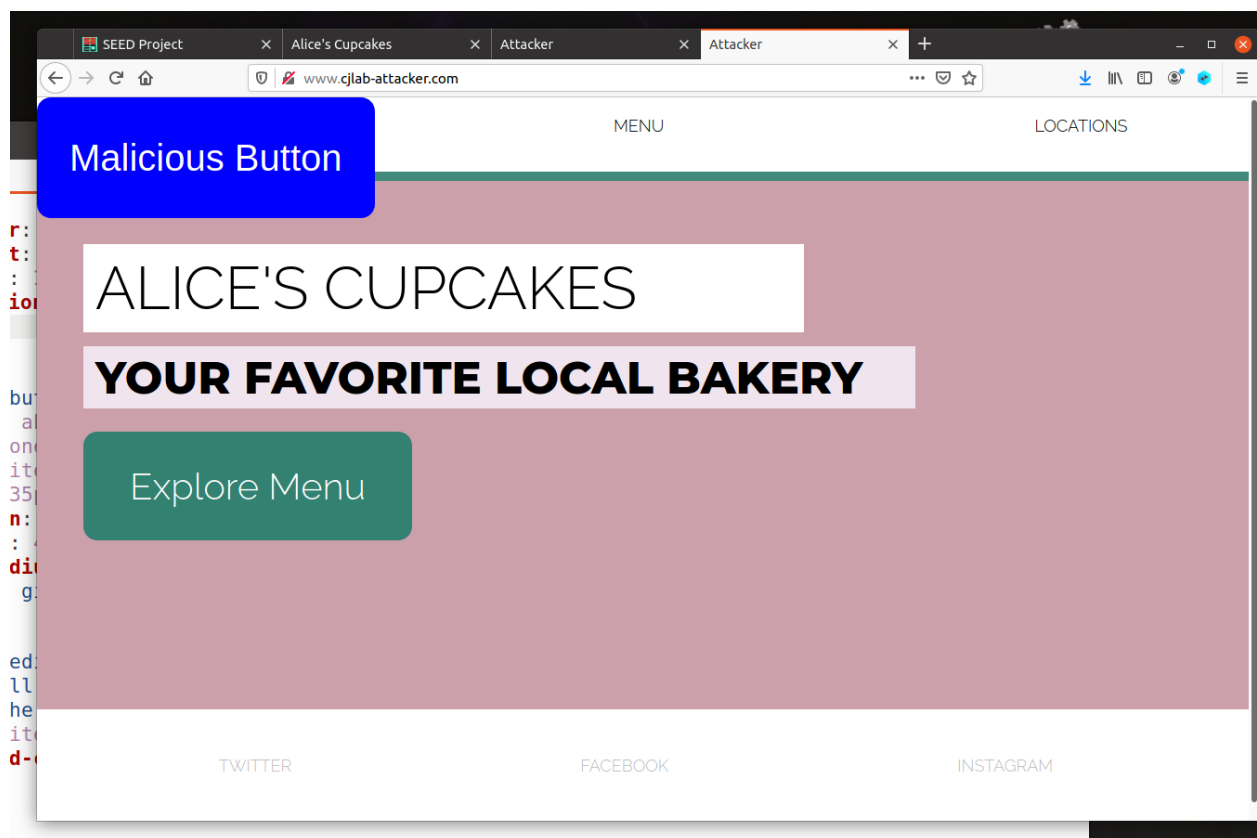 SEED Project
Alice's Cupcakes
Attacker
Attacker
www.cjlab-attacker.com
MENU
LOCATIONS
Malicious Button
ALICE'S CUPCAKES
YOUR FAVORITE LOCAL BAKERY
Explore Menu
TWITTER
FACEBOOK
INSTAGRAM